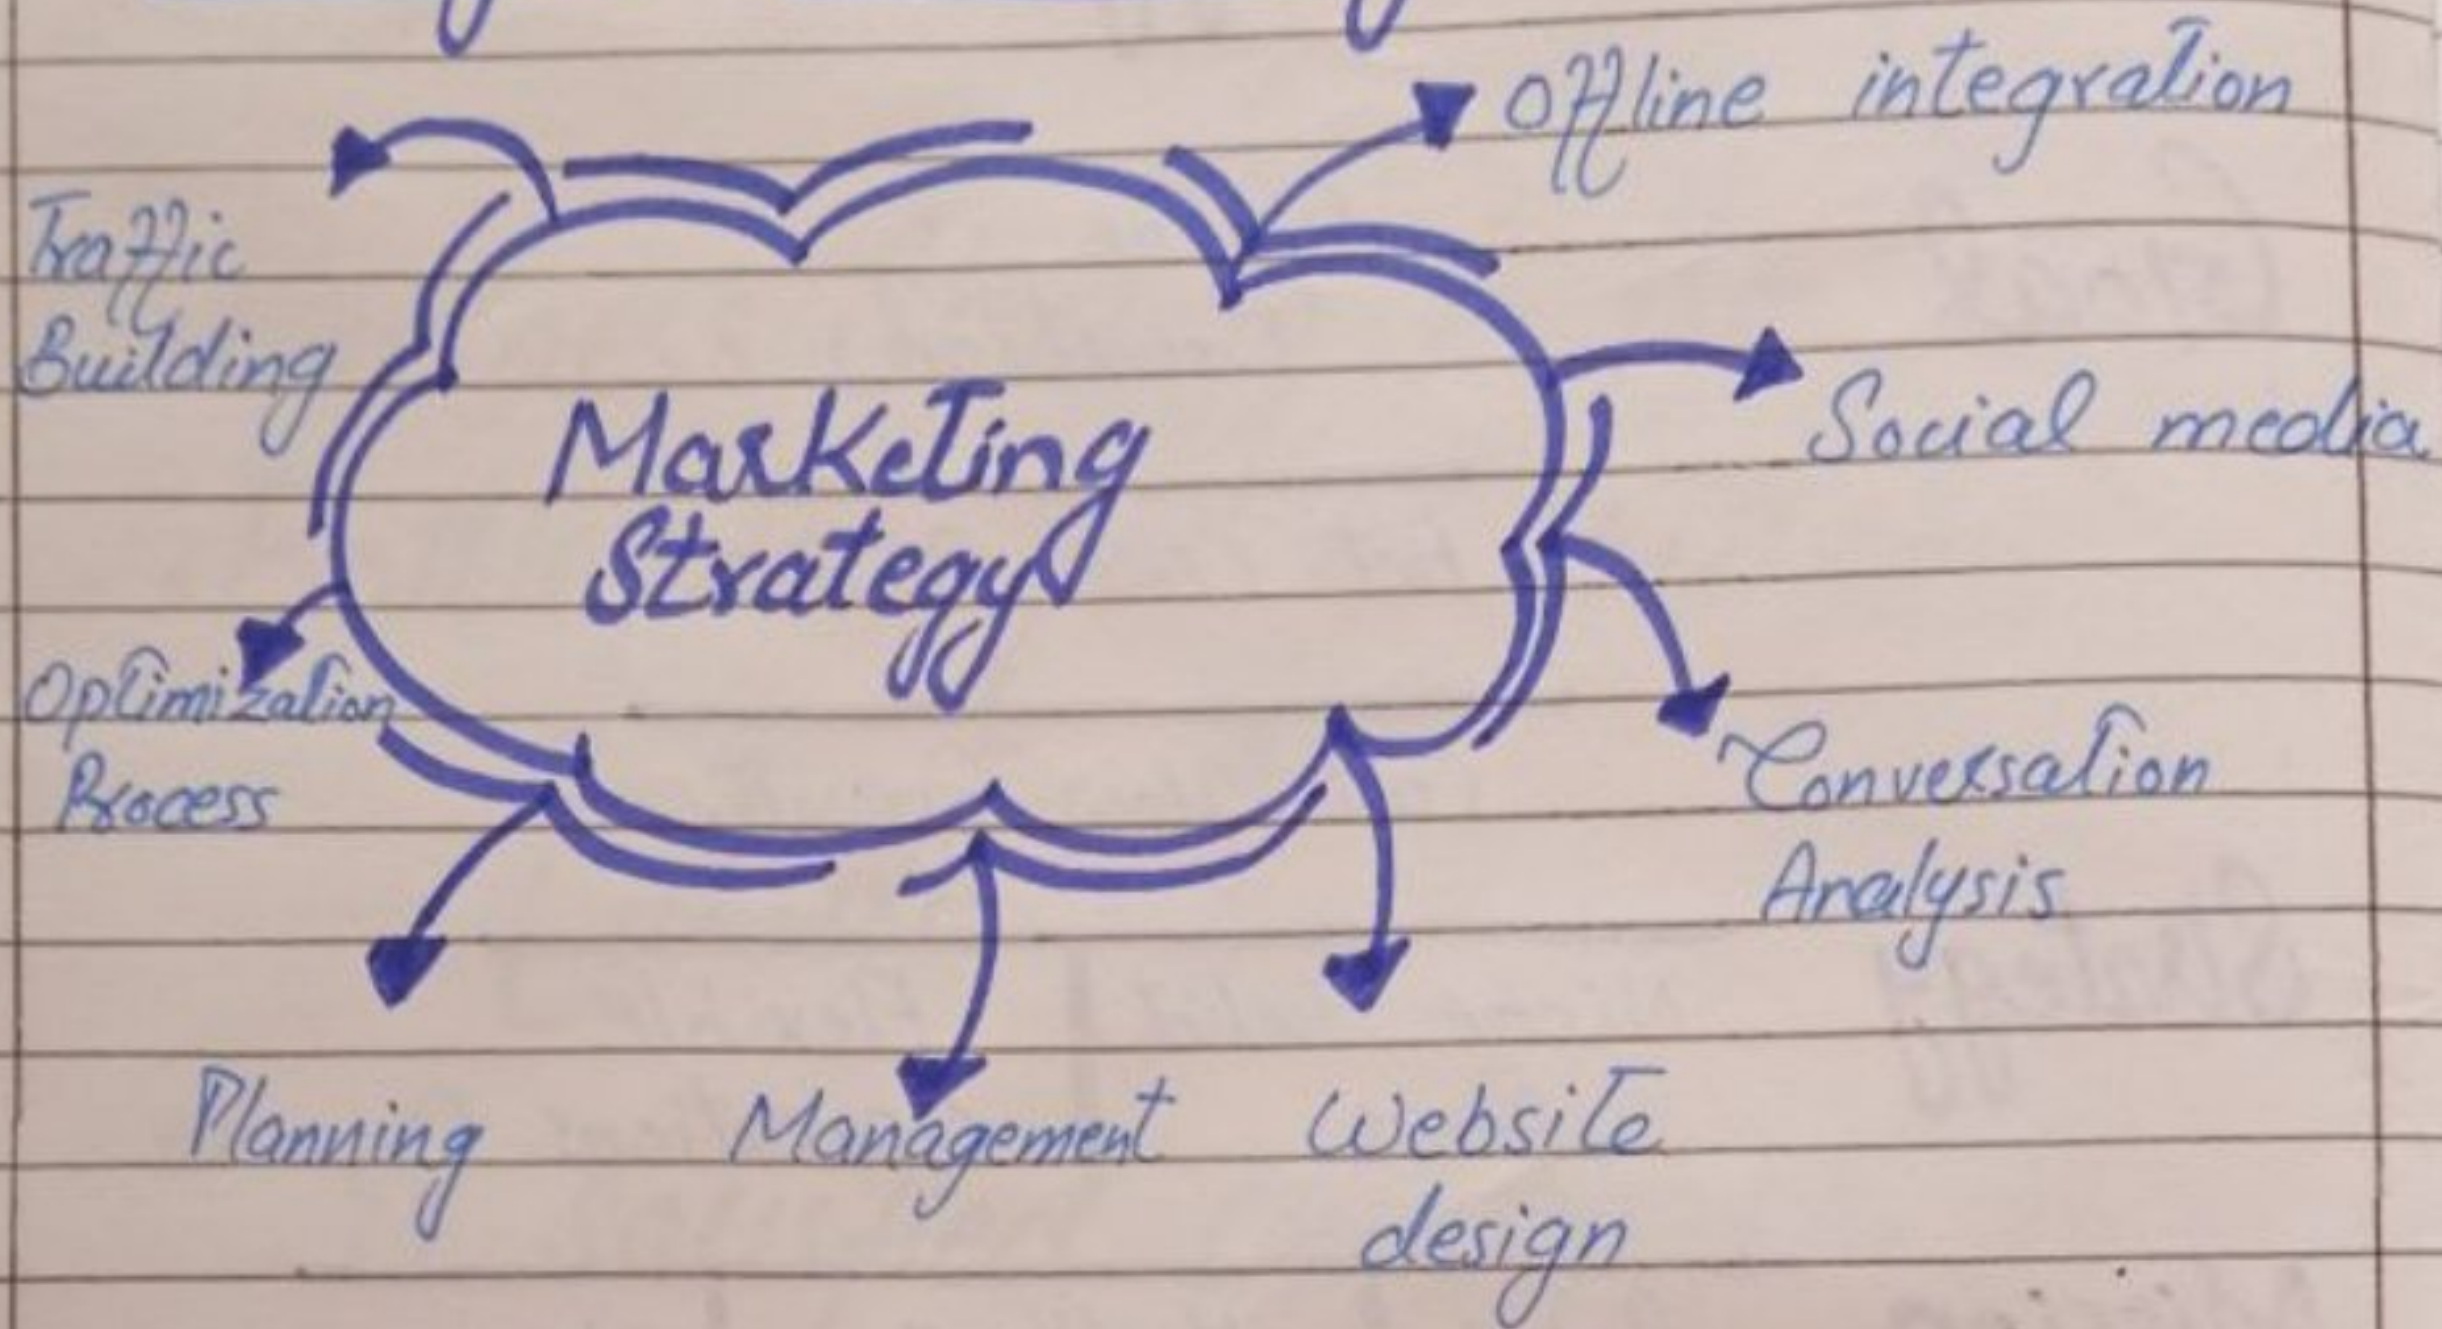 Offline integration
Traffic
Building
Social media
Marketing
Strategy
Optimization
Process
Conversation
Analysis
Planning
Management
Website
design